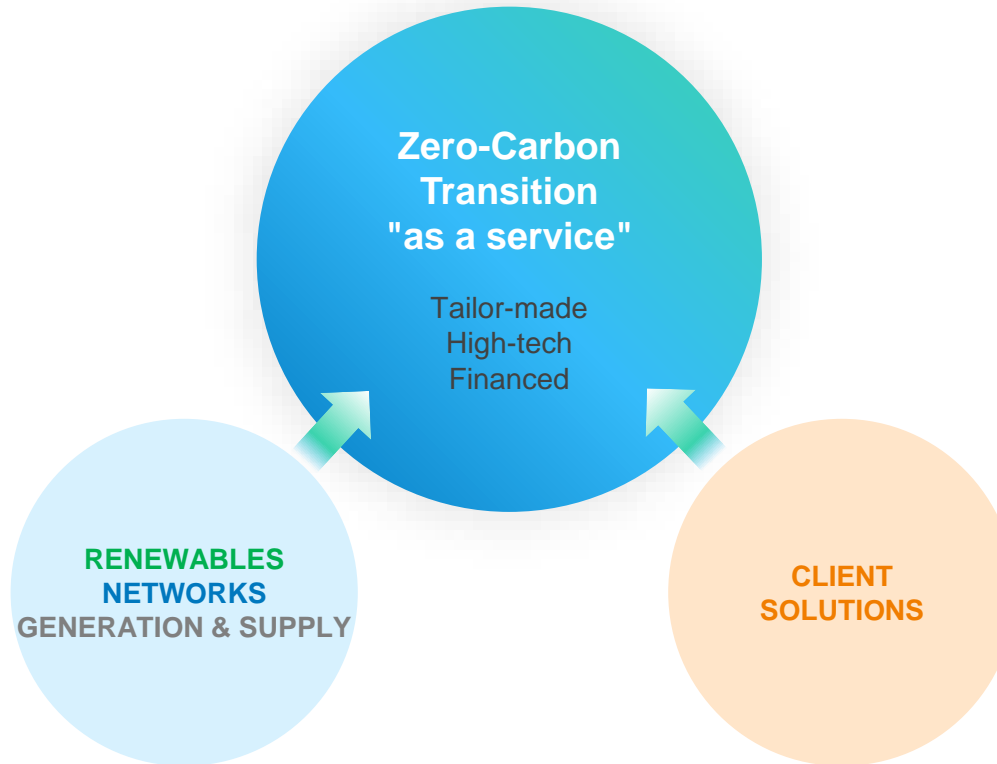 Zero-Carbon
Transition
"as a service"
Tailor-made
High-tech
Financed
RENEWABLES
NETWORKS
GENERATION & SUPPLY
CLIENT
SOLUTIONS